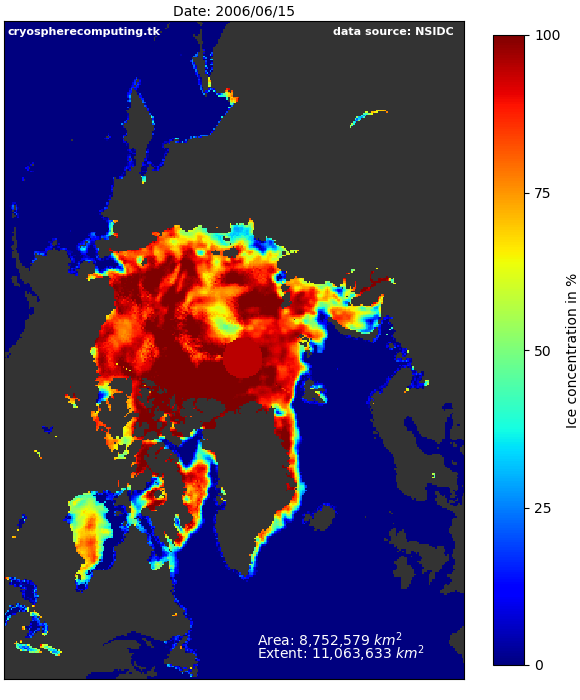 Date: 2006/06/15
cryospherecomputing.tk data source: NSIDC
100
75
50
25
0
Ice concentration in %
Area: 8,752,579 km²
Extent: 11,063,633 km²